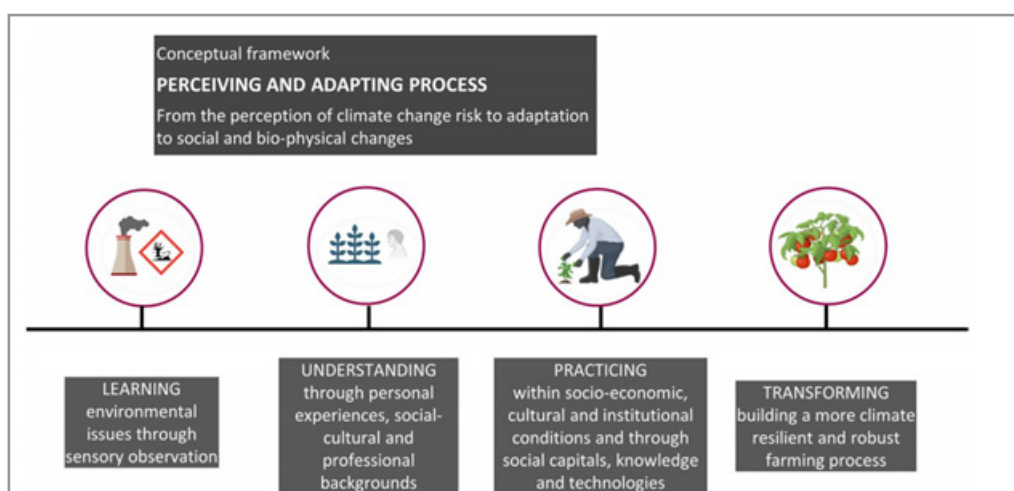 Conceptual framework
PERCEIVING AND ADAPTING PROCESS
From the perception of climate change risk to adaptation
to social and bio-physical changes
LEARNING
environmental
issues through
sensory observation
UNDERSTANDING
through personal
experiences, social-
cultural and
professional
backgrounds
PRACTICING
within socio-economic,
cultural and institutional
conditions and through
social capitals, knowledge
and technologies
TRANSFORMING
building a more climate
resilient and robust
farming process